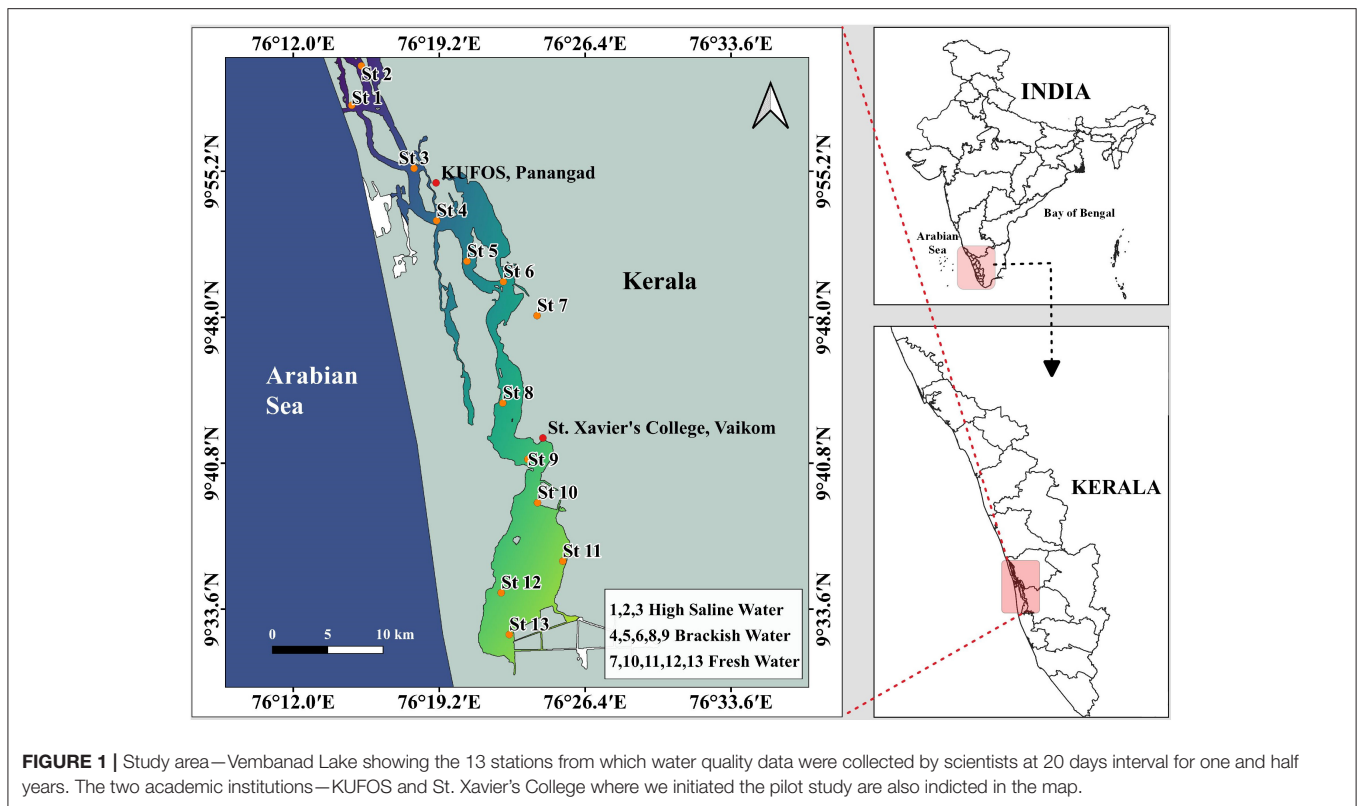 76°12.0′E 76°19.2′E 76°26.4′E 76°33.6′E
St 2
St 1
9°55.2′N
St 3
KUFOS, Panangad
9°55.2′N
St 4
St 5
St 6
Kerala
St 7
9°48.0′N
9°48.0′N
Arabian
Sea
St 8
St. Xavier's College, Vaikom
9°40.8′N
St 9
9°40.8′N
St 10
St 11
St 12
9°33.6′N
9°33.6′N
St 13
0 5 10 km
1,2,3 High Saline Water
4,5,6,8,9 Brackish Water
7,10,11,12,13 Fresh Water
76°12.0′E 76°19.2′E 76°26.4′E 76°33.6′E
INDIA
Bay of Bengal
Arabian
Sea
KERALA
FIGURE 1 | Study area—Vembanad Lake showing the 13 stations from which water quality data were collected by scientists at 20 days interval for one and half
years. The two academic institutions—KUFOS and St. Xavier's College where we initiated the pilot study are also indicted in the map.